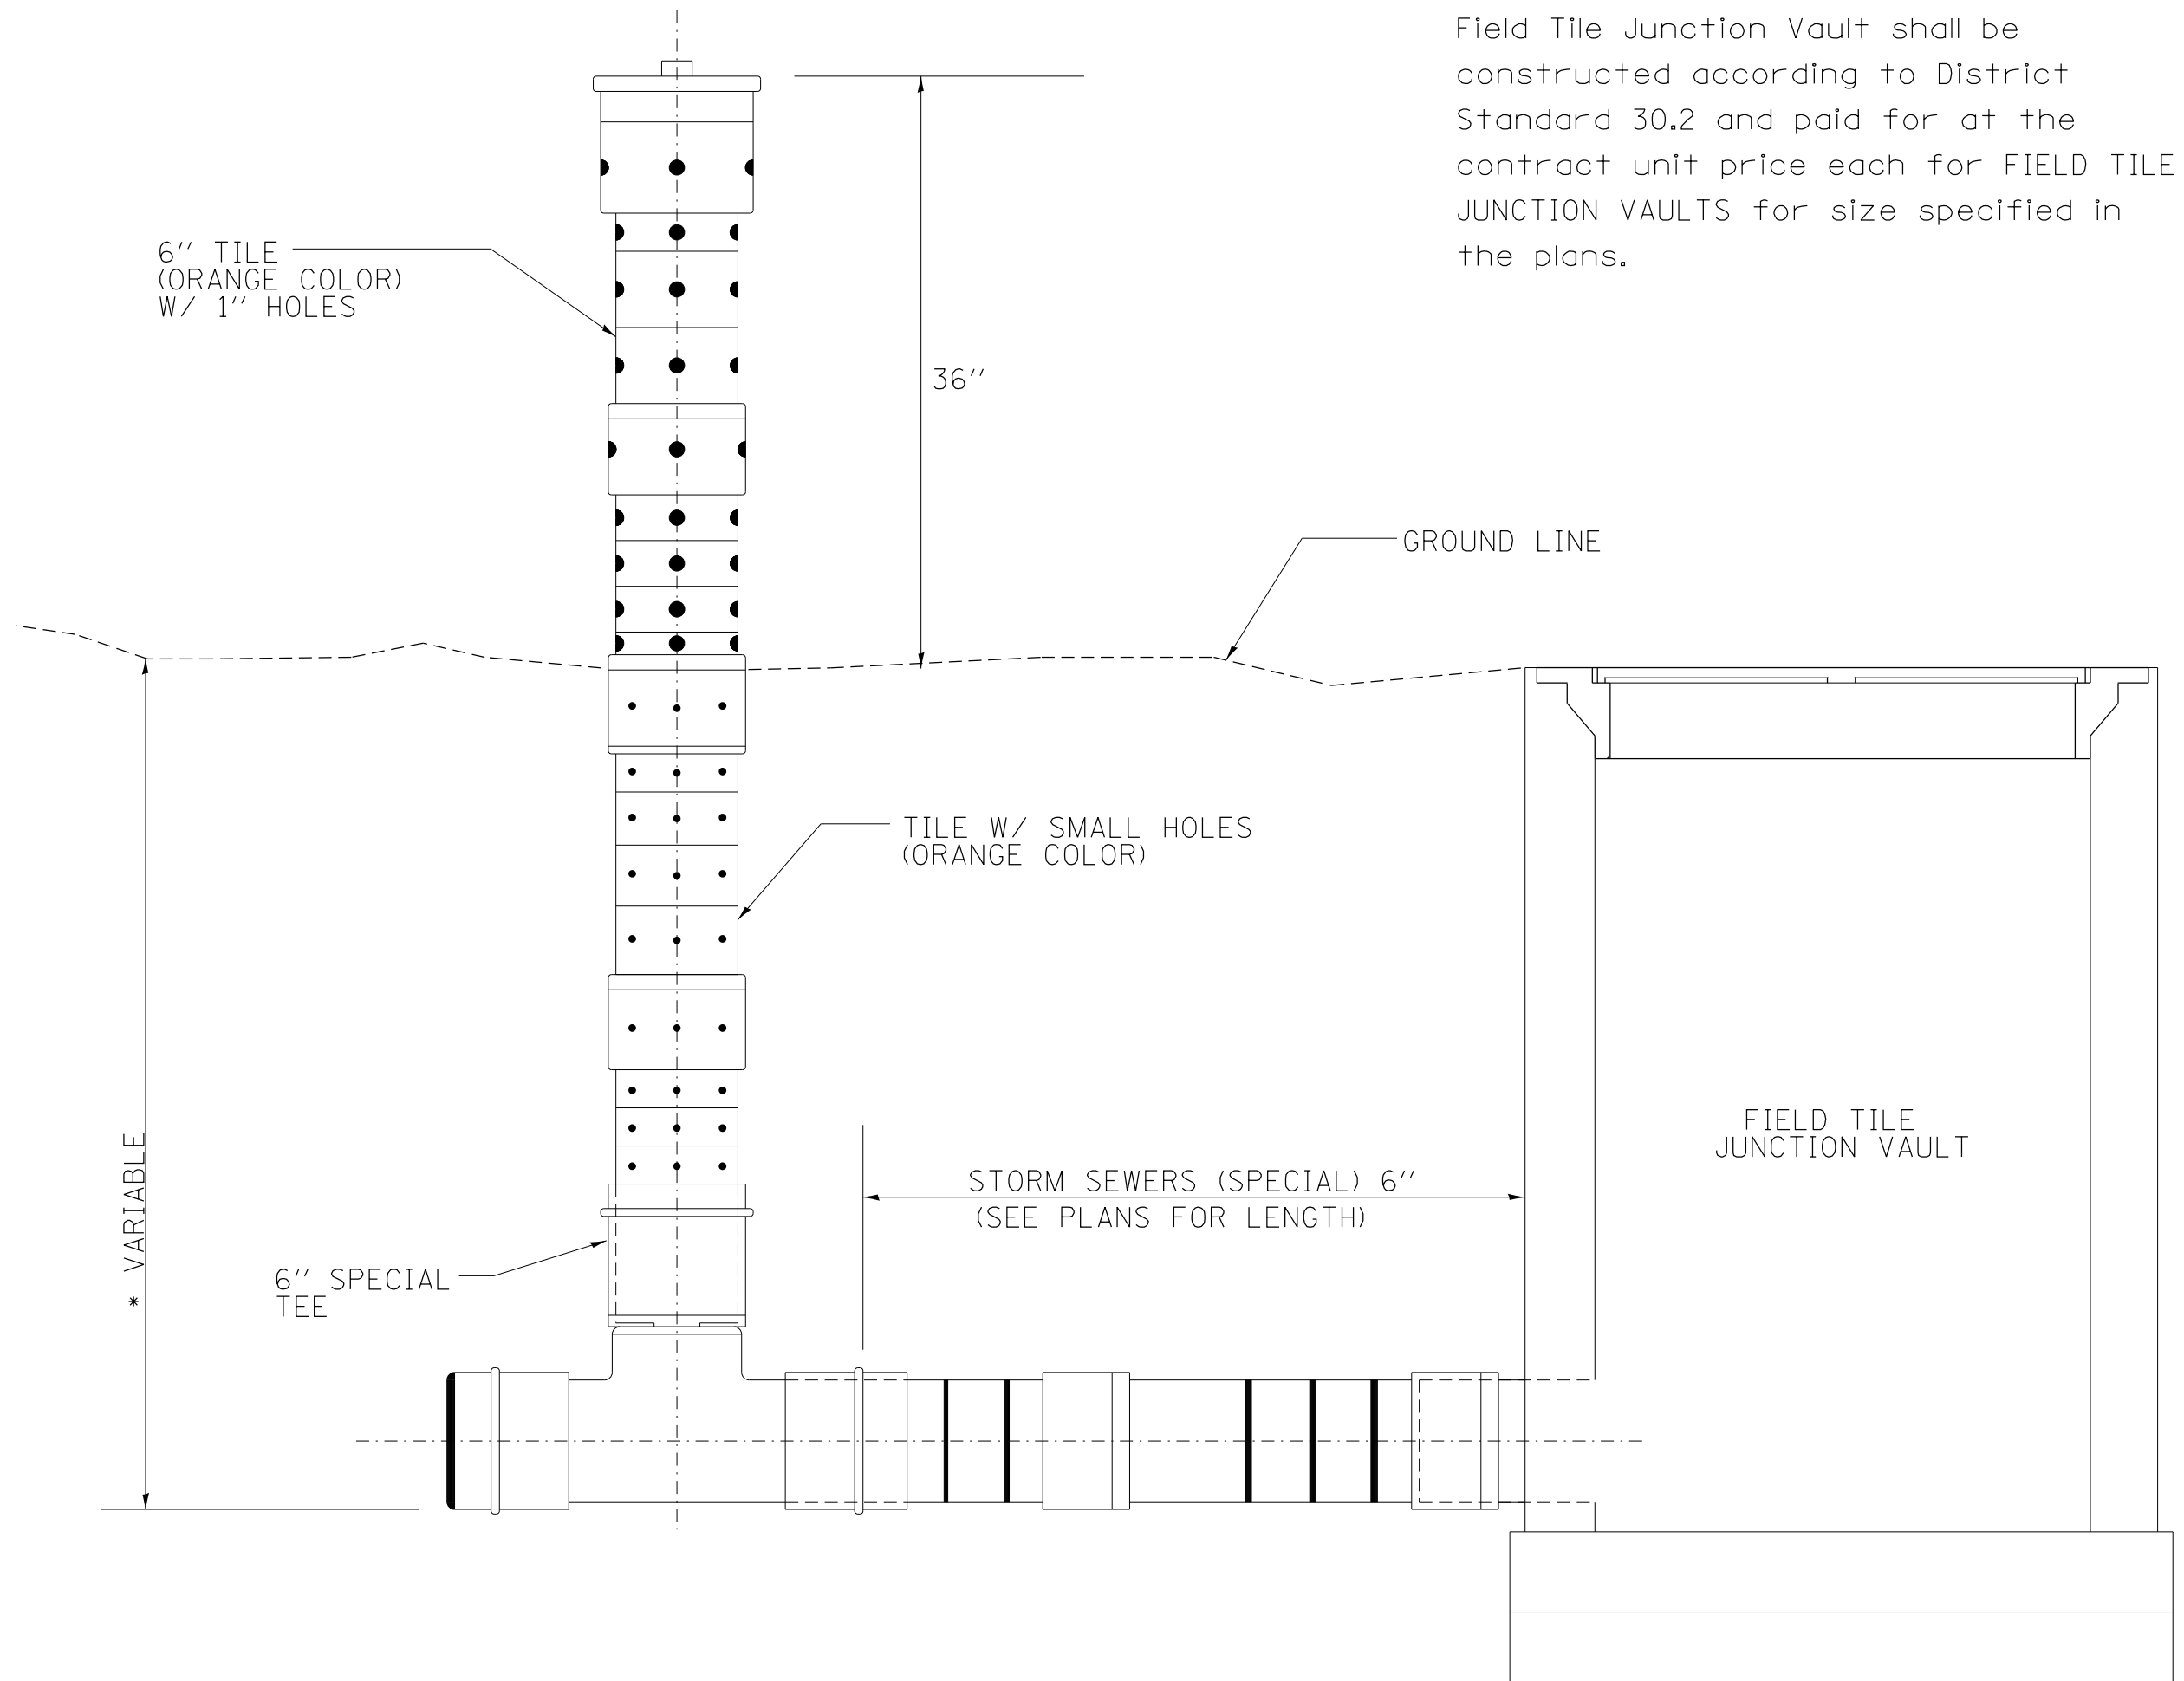 Field Tile Junction Vault shall be
constructed according to District
Standard 30.2 and paid for at the
contract unit price each for FIELD TILE
JUNCTION VAULTS for size specified in
the plans.
6" TILE
(ORANGE COLOR)
W/ 1" HOLES
36"
GROUND LINE
TILE W/ SMALL HOLES
(ORANGE COLOR)
FIELD TILE
JUNCTION VAULT
* VARIABLE
STORM SEWERS (SPECIAL) 6"
(SEE PLANS FOR LENGTH)
6" SPECIAL
TEE